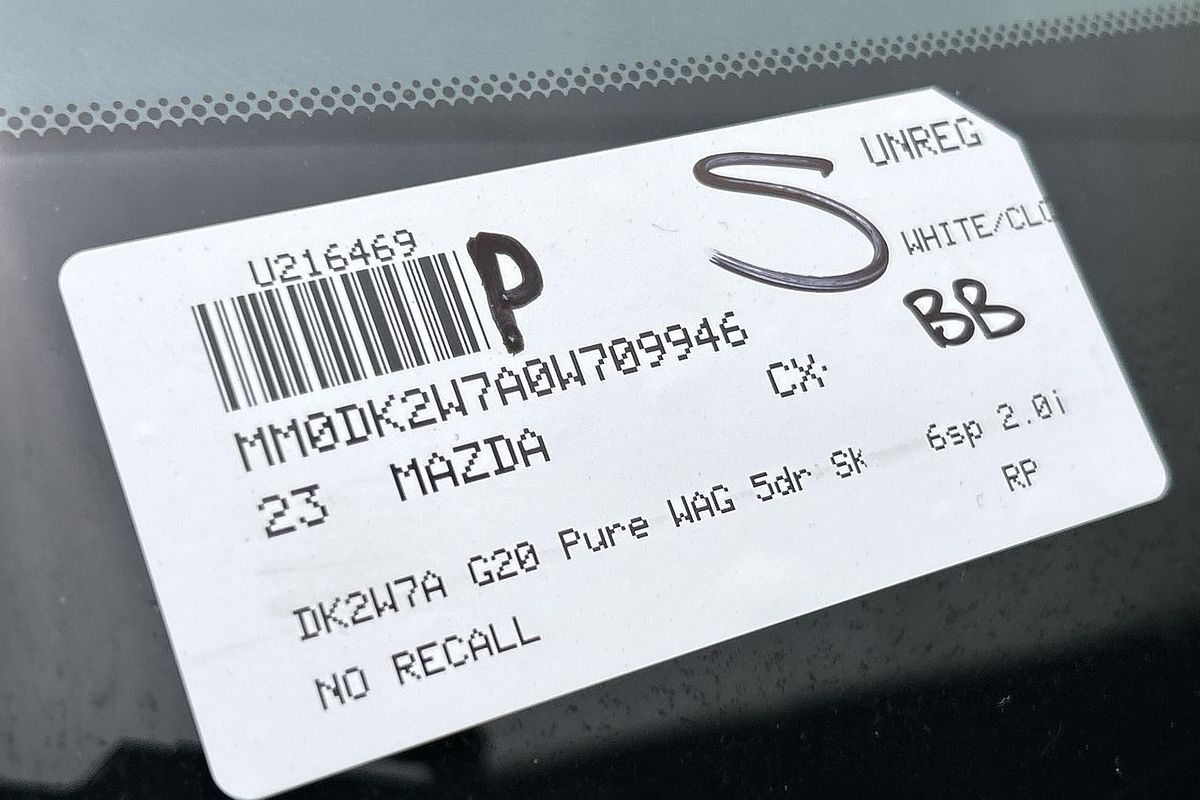 UNREG
S
U216469
P
WHITE/CLO
BB
MM0DK2W7A0W709946
CX-
23 MAZDA
DK2W7A G20 Pure WAG 5dr Sk 6sp 2.0i
RP
NO RECALL